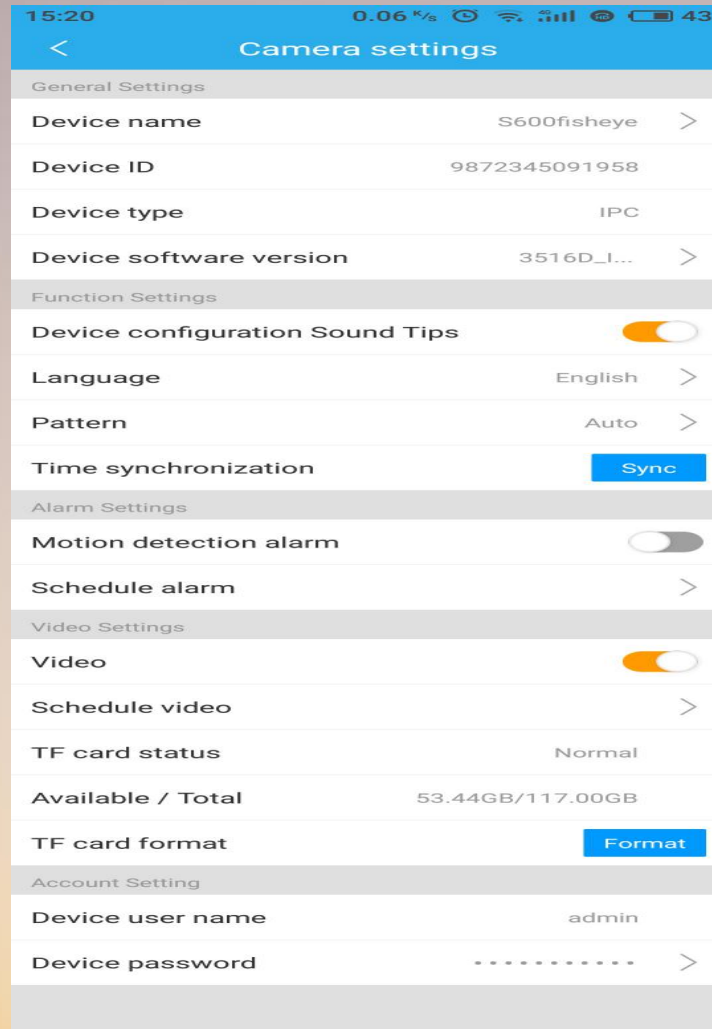 15:20 0.06 K/s 4G HD 43
Camera settings
General Settings
Device name S600fisheye
Device ID 9872345091958
Device type IPC
Device software version 3516D_I...
Function Settings
Device configuration Sound Tips
Language English
Pattern Auto
Time synchronization Sync
Alarm Settings
Motion detection alarm
Schedule alarm
Video Settings
Video
Schedule video
TF card status Normal
Available / Total 53.44GB/117.00GB
TF card format Format
Account Setting
Device user name admin
Device password ···········